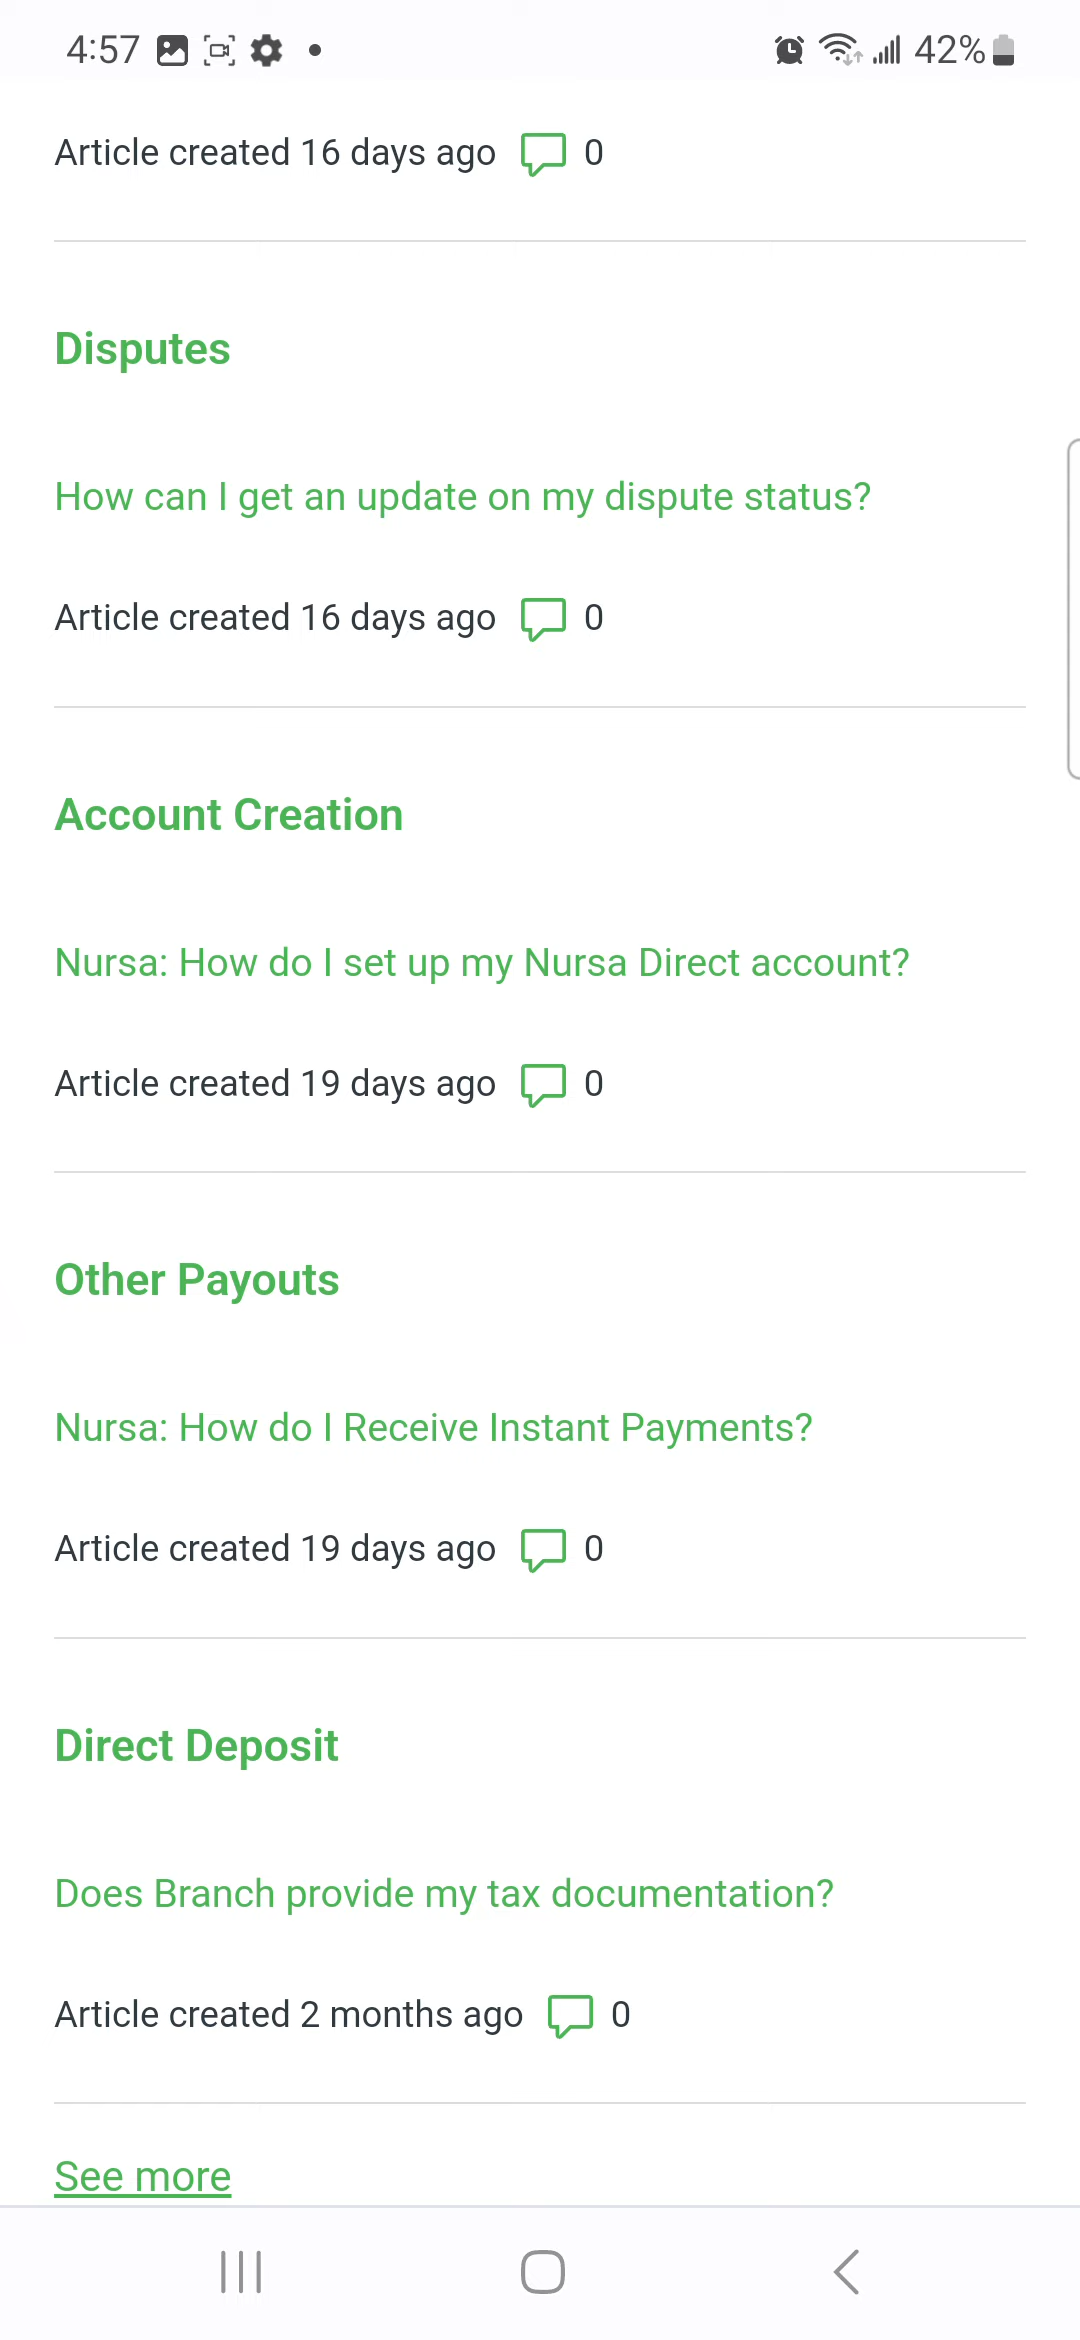 4:57 42%
Article created 16 days ago 0
Disputes
How can I get an update on my dispute status?
Article created 16 days ago 0
Account Creation
Nursa: How do I set up my Nursa Direct account?
Article created 19 days ago 0
Other Payouts
Nursa: How do I Receive Instant Payments?
Article created 19 days ago 0
Direct Deposit
Does Branch provide my tax documentation?
Article created 2 months ago 0
See more